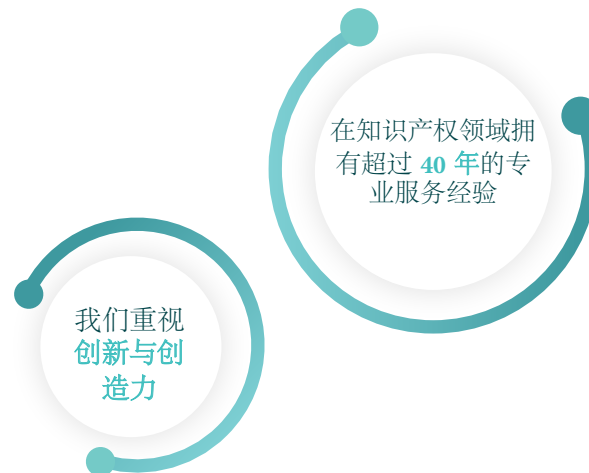 在知识产权领域拥
有超过 40 年的专
业服务经验
我们重视
创新与创
造力